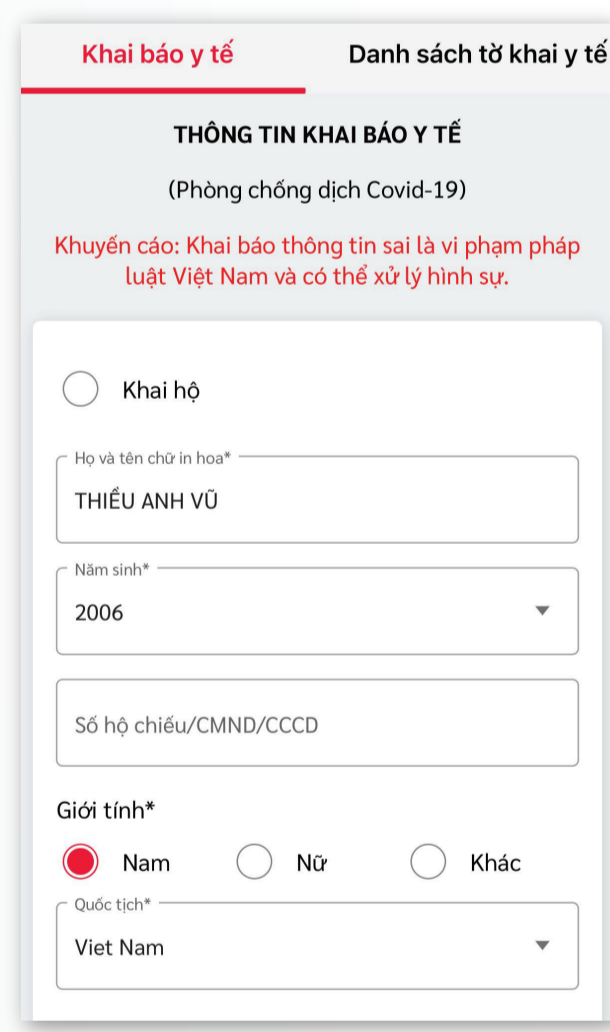 Khai báo y tế
Danh sách tờ khai y tế
THÔNG TIN KHAI BÁO Y TẾ
(Phòng chống dịch Covid-19)
Khuyến cáo: Khai báo thông tin sai là vi phạm pháp
luật Việt Nam và có thể xử lý hình sự.
Khai hộ
Họ và tên chữ in hoa*
THIỀU ANH VŨ
Năm sinh*
2006
Số hộ chiếu/CMND/CCCD
Giới tính*
Nam Nữ Khác
Quốc tịch*
Viet Nam